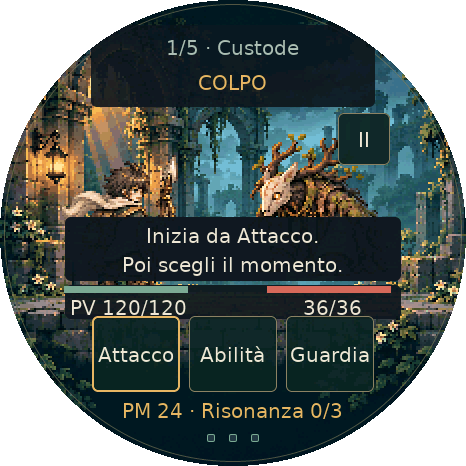 1/5 · Custode
COLPO
II
Inizia da Attacco.
Poi scegli il momento.
PV 120/120
36/36
Attacco
Abilità
Guardia
PM 24 · Risonanza 0/3